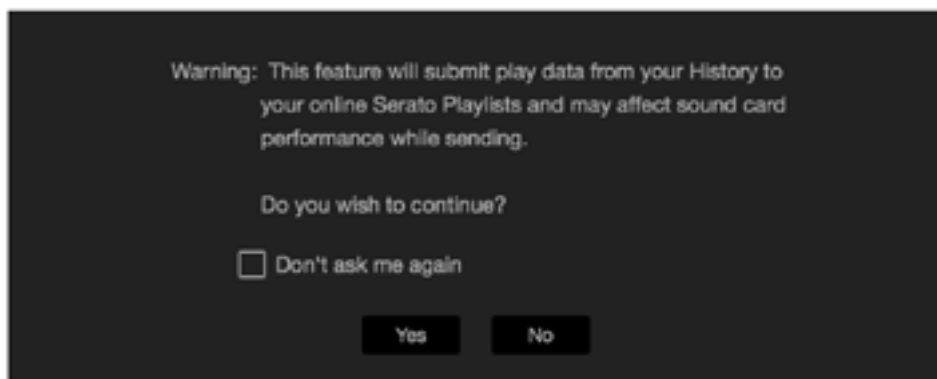 Warning: This feature will submit play data from your History to
your online Serato Playlists and may affect sound card
performance while sending.
Do you wish to continue?
Don't ask me again
Yes No